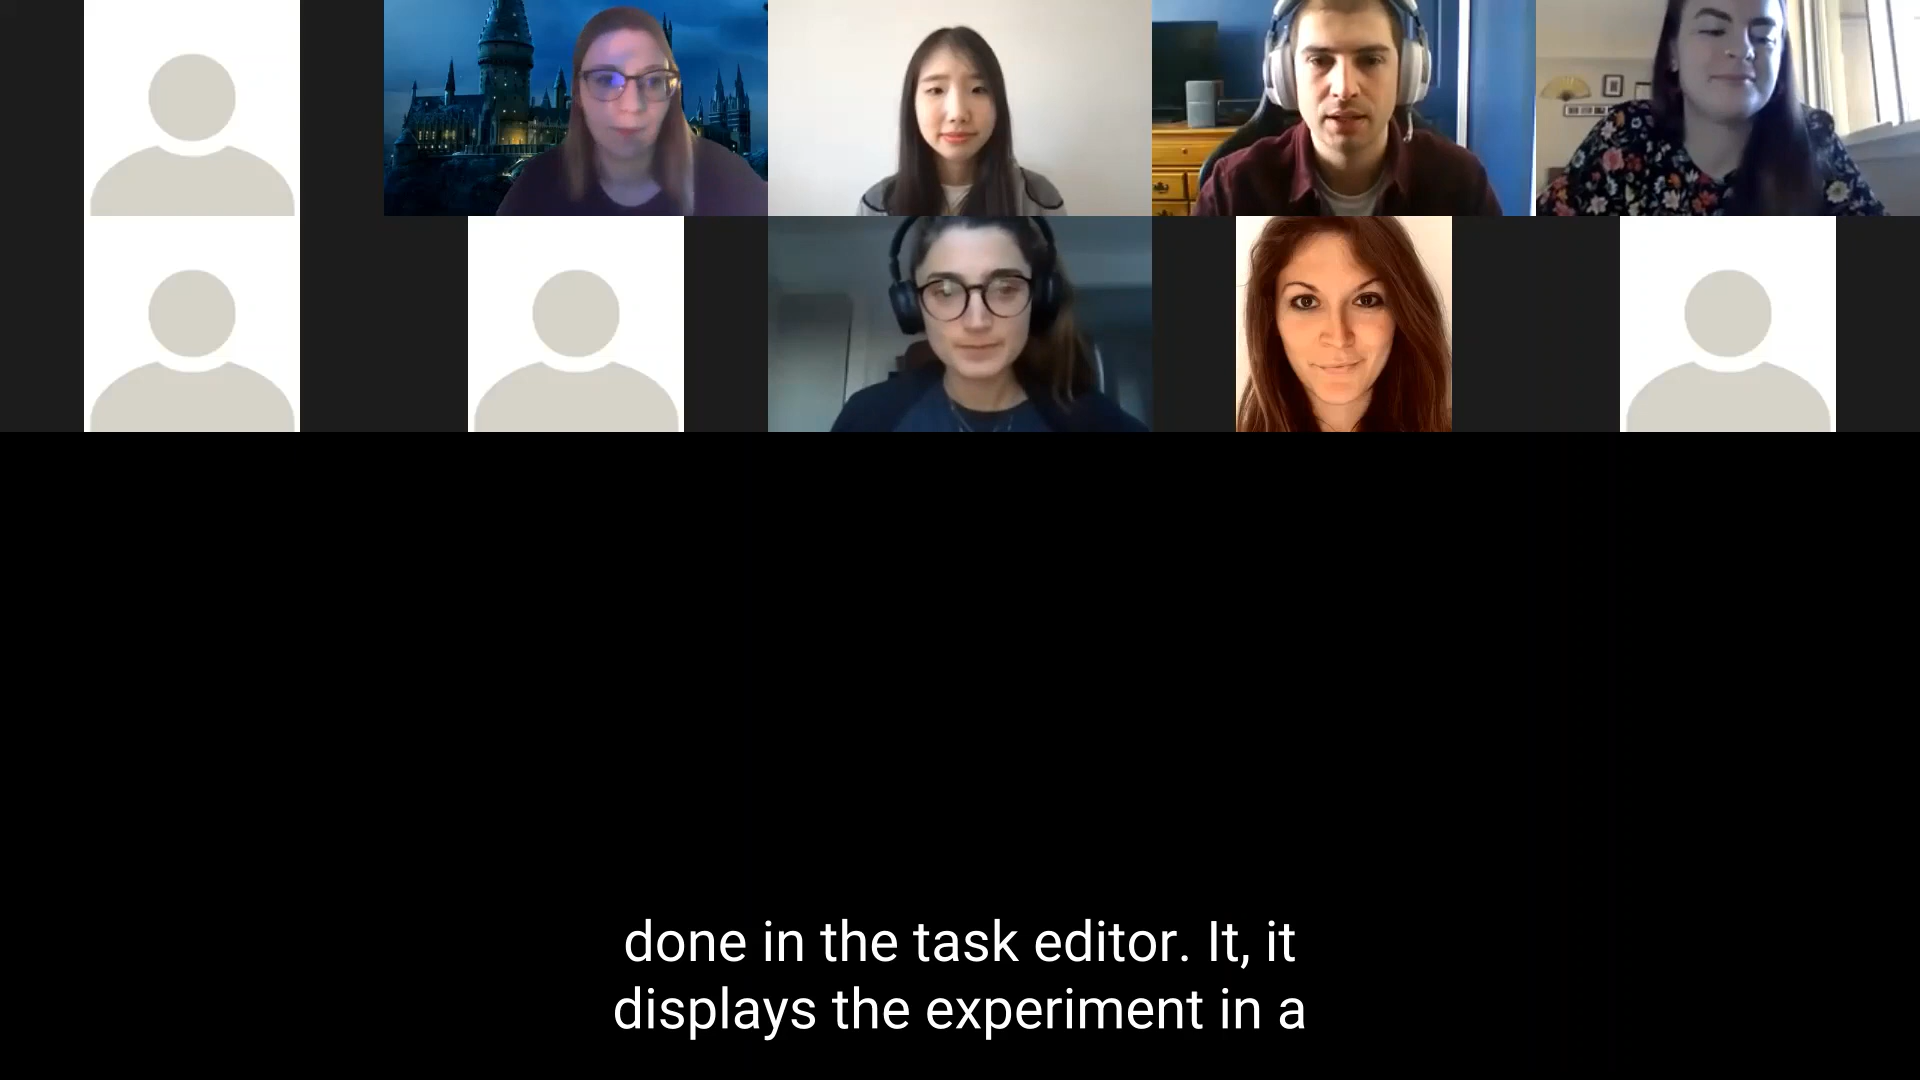 done in the task editor. It, it
displays the experiment in a